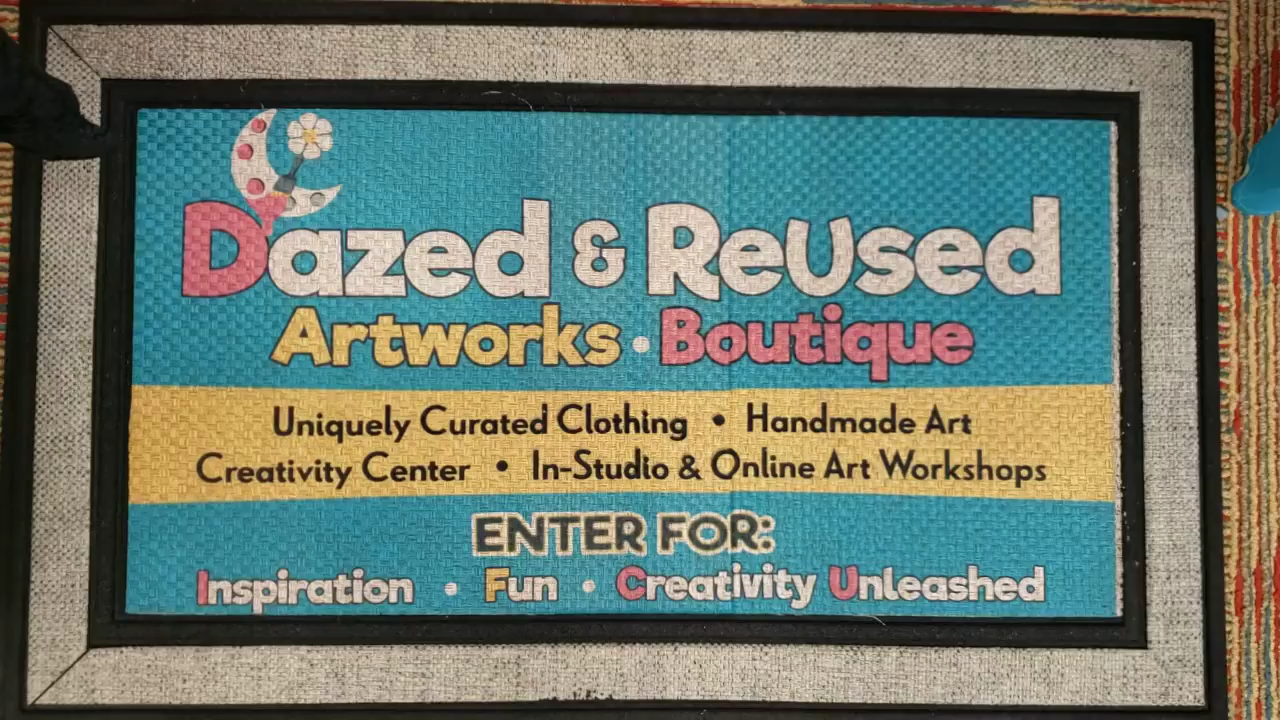 Dazed & ReUsed
Artworks • Boutique
Uniquely Curated Clothing • Handmade Art
Creativity Center • In-Studio & Online Art Workshops
ENTER FOR:
Inspiration • Fun • Creativity Unleashed